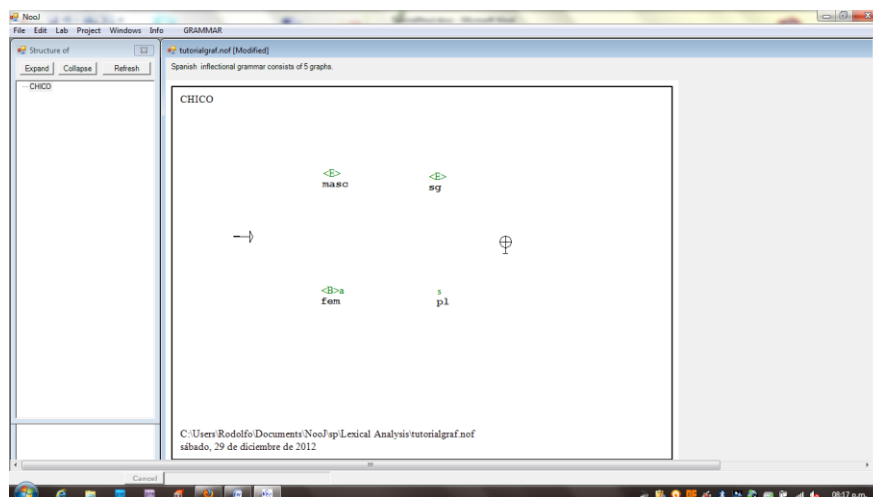 NooJ
File Edit Lab Project Windows Info GRAMMAR
Structure of
tutorialgraf.nof [Modified]
Expand Collapse Refresh
Spanish inflectional grammar consists of 5 graphs.
CHICO
CHICO
<E>
masc
<E>
sg
<B>a
fem
s
pl
C:\Users\Rodolfo\Documents\NooJ\sp\Lexical Analysis\tutorialgraf.nof
sábado, 29 de diciembre de 2012
Cancel
08:17 p.m.